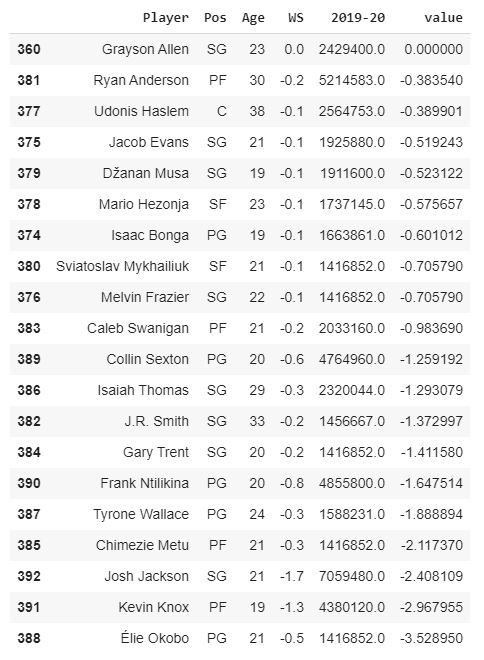 Player Pos Age WS 2019-20 value
360 Grayson Allen SG 23 0.0 2429400.0 0.000000
381 Ryan Anderson PF 30 -0.2 5214583.0 -0.383540
377 Udonis Haslem C 38 -0.1 2564753.0 -0.389901
375 Jacob Evans SG 21 -0.1 1925880.0 -0.519243
379 Džanan Musa SG 19 -0.1 1911600.0 -0.523122
378 Mario Hezonja SF 23 -0.1 1737145.0 -0.575657
374 Isaac Bonga PG 19 -0.1 1663861.0 -0.601012
380 Sviatoslav Mykhailiuk SF 21 -0.1 1416852.0 -0.705790
376 Melvin Frazier SG 22 -0.1 1416852.0 -0.705790
383 Caleb Swanigan PF 21 -0.2 2033160.0 -0.983690
389 Collin Sexton PG 20 -0.6 4764960.0 -1.259192
386 Isaiah Thomas SG 29 -0.3 2320044.0 -1.293079
382 J.R. Smith SG 33 -0.2 1456667.0 -1.372997
384 Gary Trent SG 20 -0.2 1416852.0 -1.411580
390 Frank Ntilikina PG 20 -0.8 4855800.0 -1.647514
387 Tyrone Wallace PG 24 -0.3 1588231.0 -1.888894
385 Chimezie Metu PF 21 -0.3 1416852.0 -2.117370
392 Josh Jackson SG 21 -1.7 7059480.0 -2.408109
391 Kevin Knox PF 19 -1.3 4380120.0 -2.967955
388 Élie Okobo PG 21 -0.5 1416852.0 -3.528950